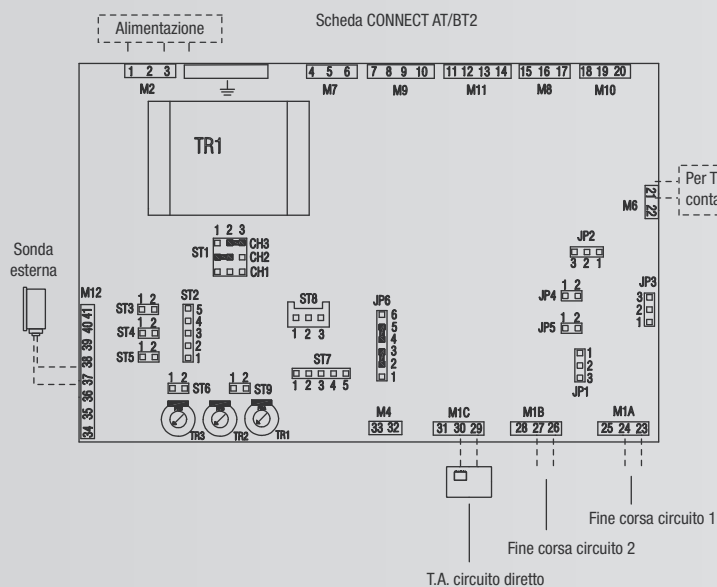 Scheda CONNECT AT/BT2
Alimentazione
1 2 3
M2
4 5 6
M7
7 8 9 10
M9
11 12 13 14
M11
15 16 17
M8
18 19 20
M10
TR1
21
22
M6
Per T
conta
1 2 3
ST1
CH3
CH2
CH1
JP2
3 2 1
Sonda
esterna
M12
41
40
39
38
37
36
35
34
1 2
ST3
1 2
ST4
1 2
ST5
ST2
5
4
3
2
1
ST8
1 2 3
JP6
6
5
4
3
2
1
1 2
JP4
1 2
JP5
JP3
3
2
1
ST7
1 2 3 4 5
1
2
3
JP1
1 2
ST6
1 2
ST9
TR3
TR2
TR1
M4
33 32
M1C
31 30 29
M1B
28 27 26
M1A
25 24 23
Fine corsa circuito 1
Fine corsa circuito 2
T.A. circuito diretto